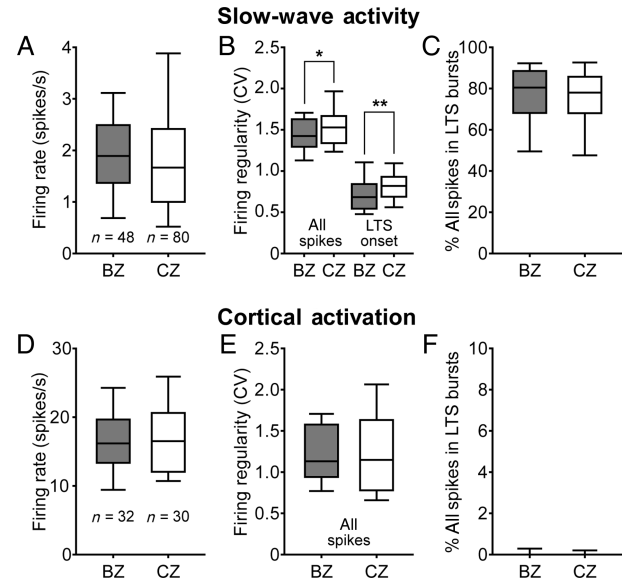 Slow-wave activity
A
Firing rate (spikes/s)
4
3
2
1
0
n = 48
n = 80
BZ
CZ
B
Firing regularity (CV)
2.5
2.0
1.5
1.0
0.5
0
*
**
All
spikes
LTS
onset
BZ
CZ
BZ
CZ
C
% All spikes in LTS bursts
100
80
60
40
20
0
BZ
CZ
Cortical activation
D
Firing rate (spikes/s)
30
20
10
0
n = 32
n = 30
BZ
CZ
E
Firing regularity (CV)
2.5
2.0
1.5
1.0
0.5
0
All
spikes
BZ
CZ
F
% All spikes in LTS bursts
10
8
6
4
2
0
BZ
CZ